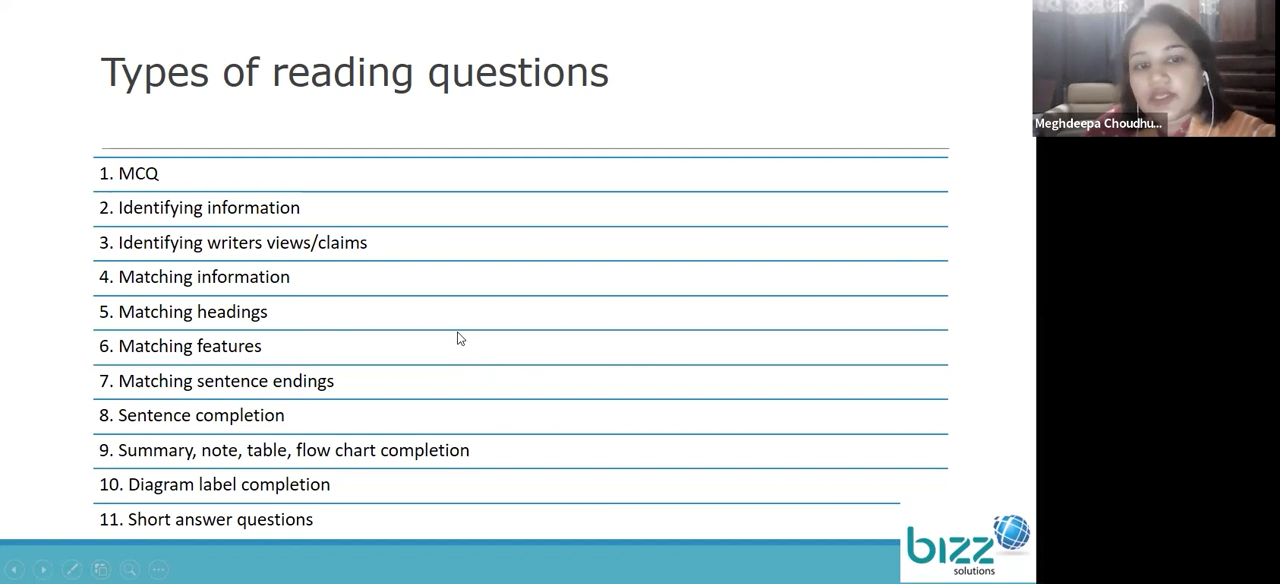 Types of reading questions
Meghdeepa Choudhu...
1. MCQ
2. Identifying information
3. Identifying writers views/claims
4. Matching information
5. Matching headings
6. Matching features
7. Matching sentence endings
8. Sentence completion
9. Summary, note, table, flow chart completion
10. Diagram label completion
11. Short answer questions
bizz
solutions